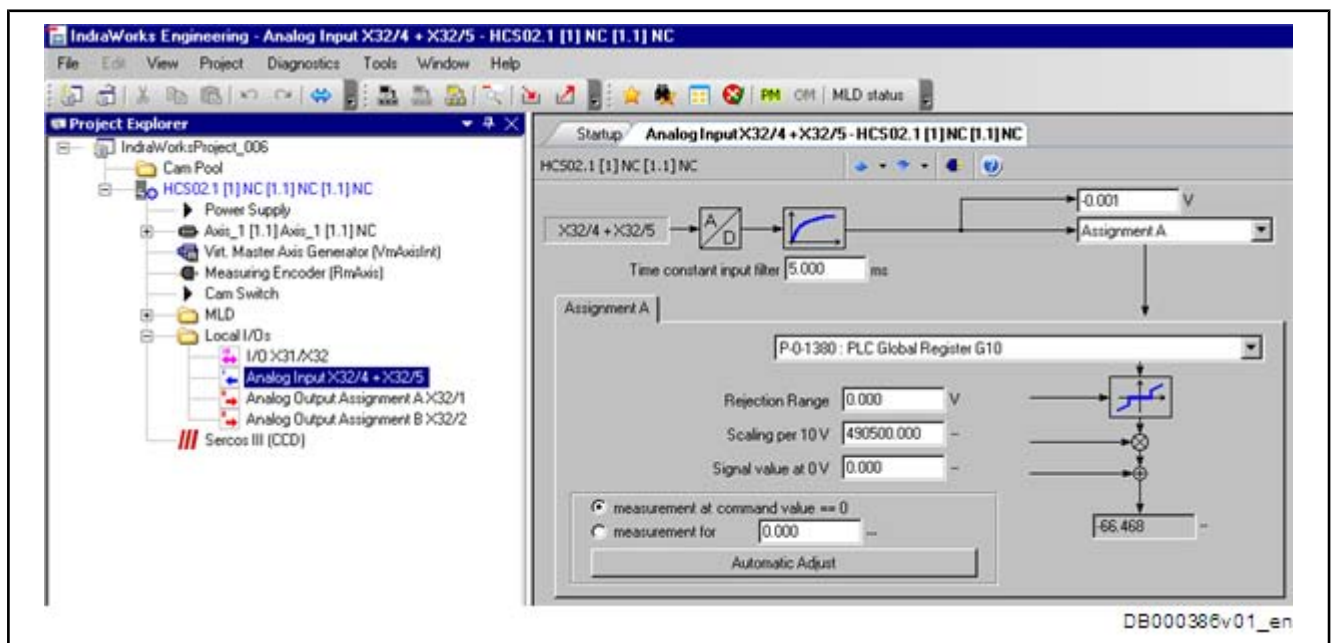 IndraWorks Engineering - Analog Input X32/4 + X32/5 - HCS02.1 [1] NC [1.1] NC
File Edit View Project Diagnostics Tools Window Help
PM OM MLD status
Project Explorer
IndraWorksProject_006
Cam Pool
HCS02.1 [1] NC [1.1] NC [1.1] NC
Power Supply
Axis_1 [1.1] Axis_1 [1.1] NC
Virt. Master Axis Generator (VmAxisInt)
Measuring Encoder (RmAxis)
Cam Switch
MLD
Local I/Os
I/O X31/X32
Analog Input X32/4 + X32/5
Analog Output Assignment A X32/1
Analog Output Assignment B X32/2
Sercos III (CCD)
Startup Analog Input X32/4 + X32/5 - HCS02.1 [1] NC [1.1] NC
HCS02.1 [1] NC [1.1] NC
-0.001 V
X32/4 + X32/5 A D Assignment A
Time constant input filter 5.000 ms
Assignment A
P-0-1380 : PLC Global Register G10
Rejection Range 0.000 V
Scaling per 10 V 490500.000 --
Signal value at 0 V 0.000 --
measurement at command value == 0
measurement for 0.000 --
-66.468 --
Automatic Adjust
DB000386v01_en